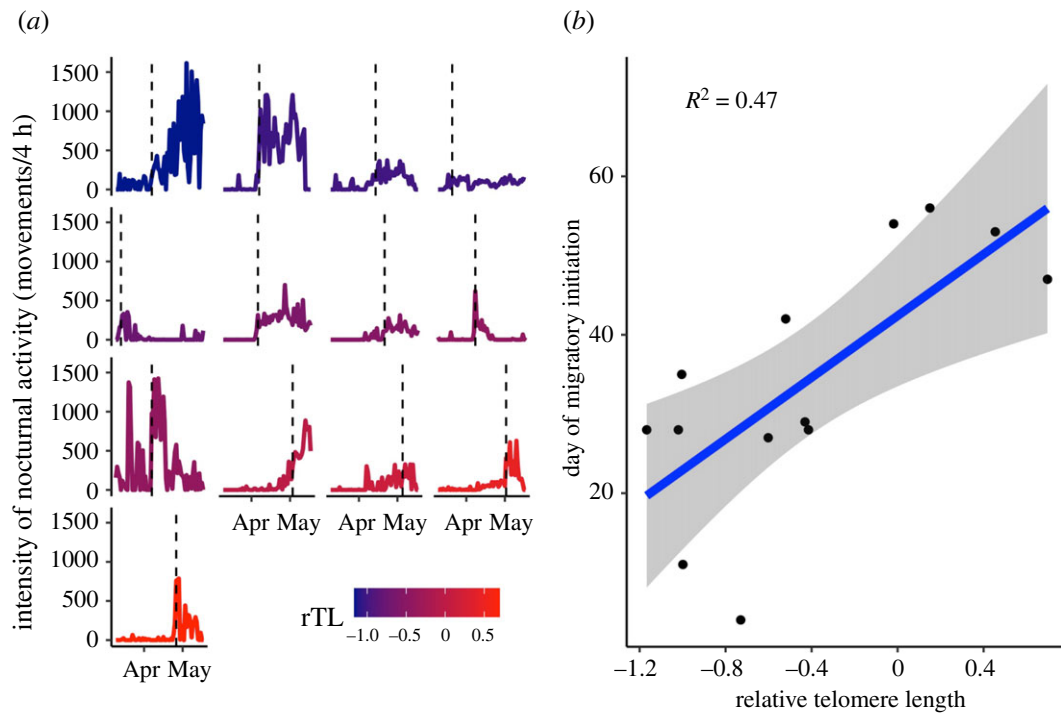 (a)
intensity of nocturnal activity (movements/4 h)
1500
1000
500
0
1500
1000
500
0
1500
1000
500
0
Apr May
Apr May
Apr May
1500
1000
500
0
Apr May
rTL
−1.0 −0.5 0 0.5
(b)
R² = 0.47
day of migratory initiation
60
40
20
−1.2 −0.8 −0.4 0 0.4
relative telomere length